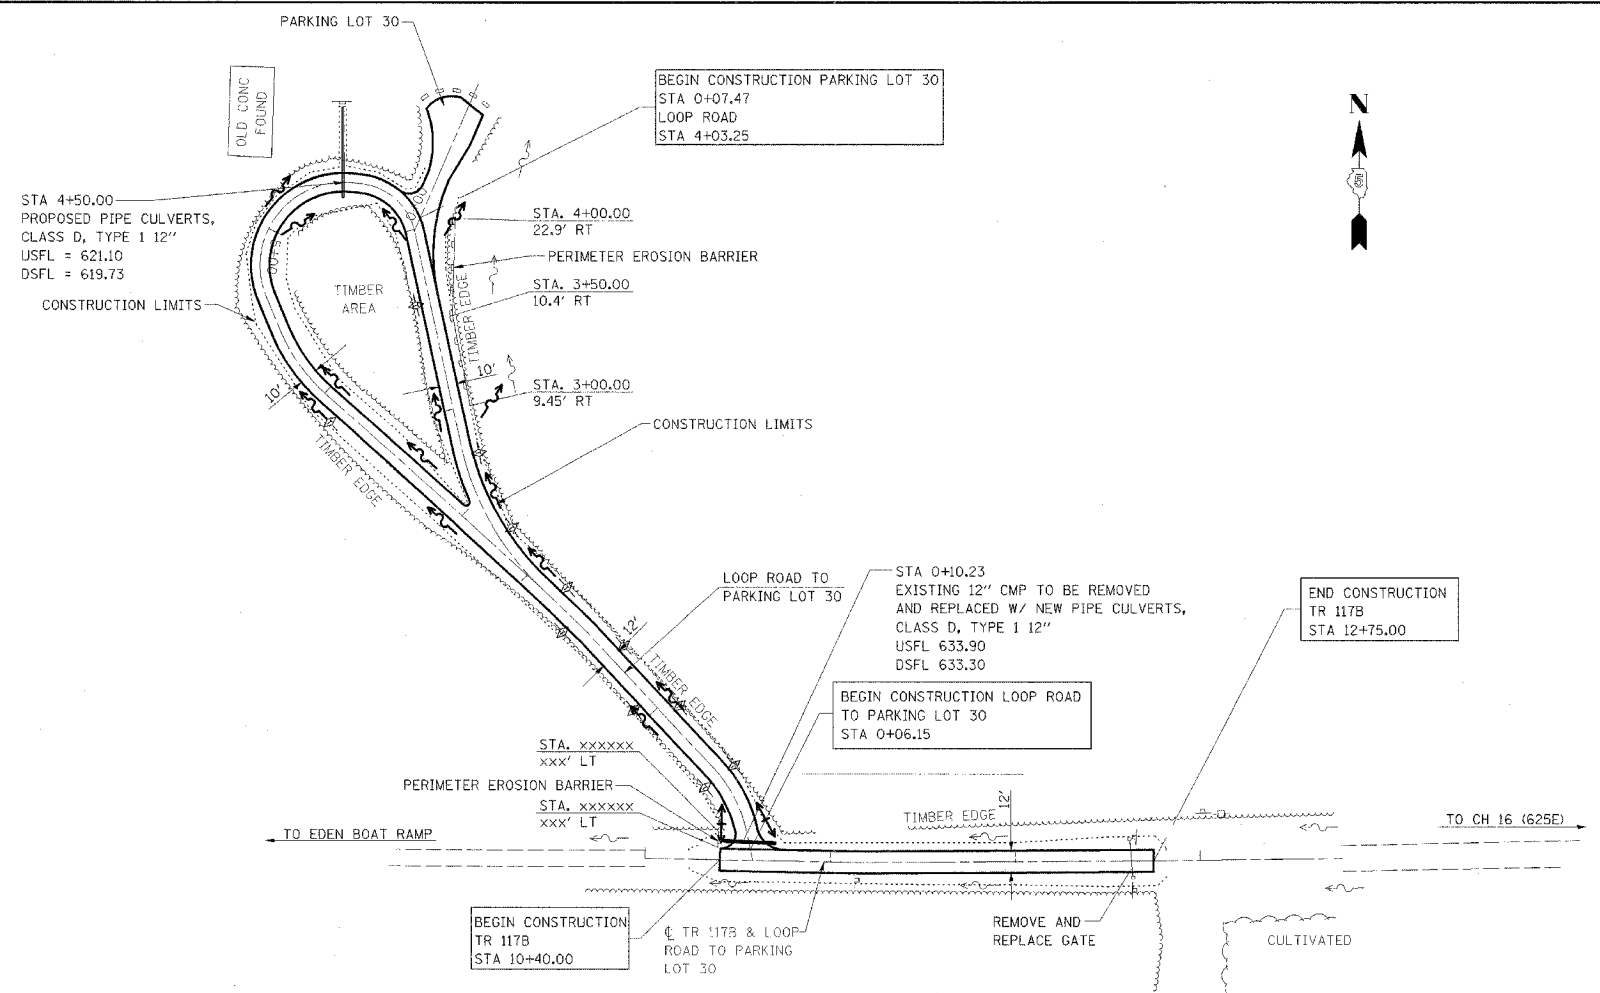 PARKING LOT 30
OLD CONC
FOUND
BEGIN CONSTRUCTION PARKING LOT 30
STA 0+07.47
LOOP ROAD
STA 4+03.25
N
STA 4+50.00
PROPOSED PIPE CULVERTS,
CLASS D, TYPE 1 12"
USFL = 621.10
DSFL = 619.73
CONSTRUCTION LIMITS
STA. 4+00.00
22.9' RT
PERIMETER EROSION BARRIER
STA. 3+50.00
10.4' RT
TIMBER
AREA
TIMBER EDGE
10'
STA. 3+00.00
9.45' RT
10'
CONSTRUCTION LIMITS
TIMBER EDGE
LOOP ROAD TO
PARKING LOT 30
12'
TIMBER EDGE
STA 0+10.23
EXISTING 12" CMP TO BE REMOVED
AND REPLACED W/ NEW PIPE CULVERTS,
CLASS D, TYPE 1 12"
USFL 633.90
DSFL 633.30
END CONSTRUCTION
TR 117B
STA 12+75.00
BEGIN CONSTRUCTION LOOP ROAD
TO PARKING LOT 30
STA 0+06.15
STA. xxxxxx
xxx' LT
PERIMETER EROSION BARRIER
STA. xxxxxx
xxx' LT
TO EDEN BOAT RAMP
TIMBER EDGE
12'
TO CH 16 (625E)
BEGIN CONSTRUCTION
TR 117B
STA 10+40.00
℄ TR 117B & LOOP
ROAD TO PARKING
LOT 30
REMOVE AND
REPLACE GATE
CULTIVATED